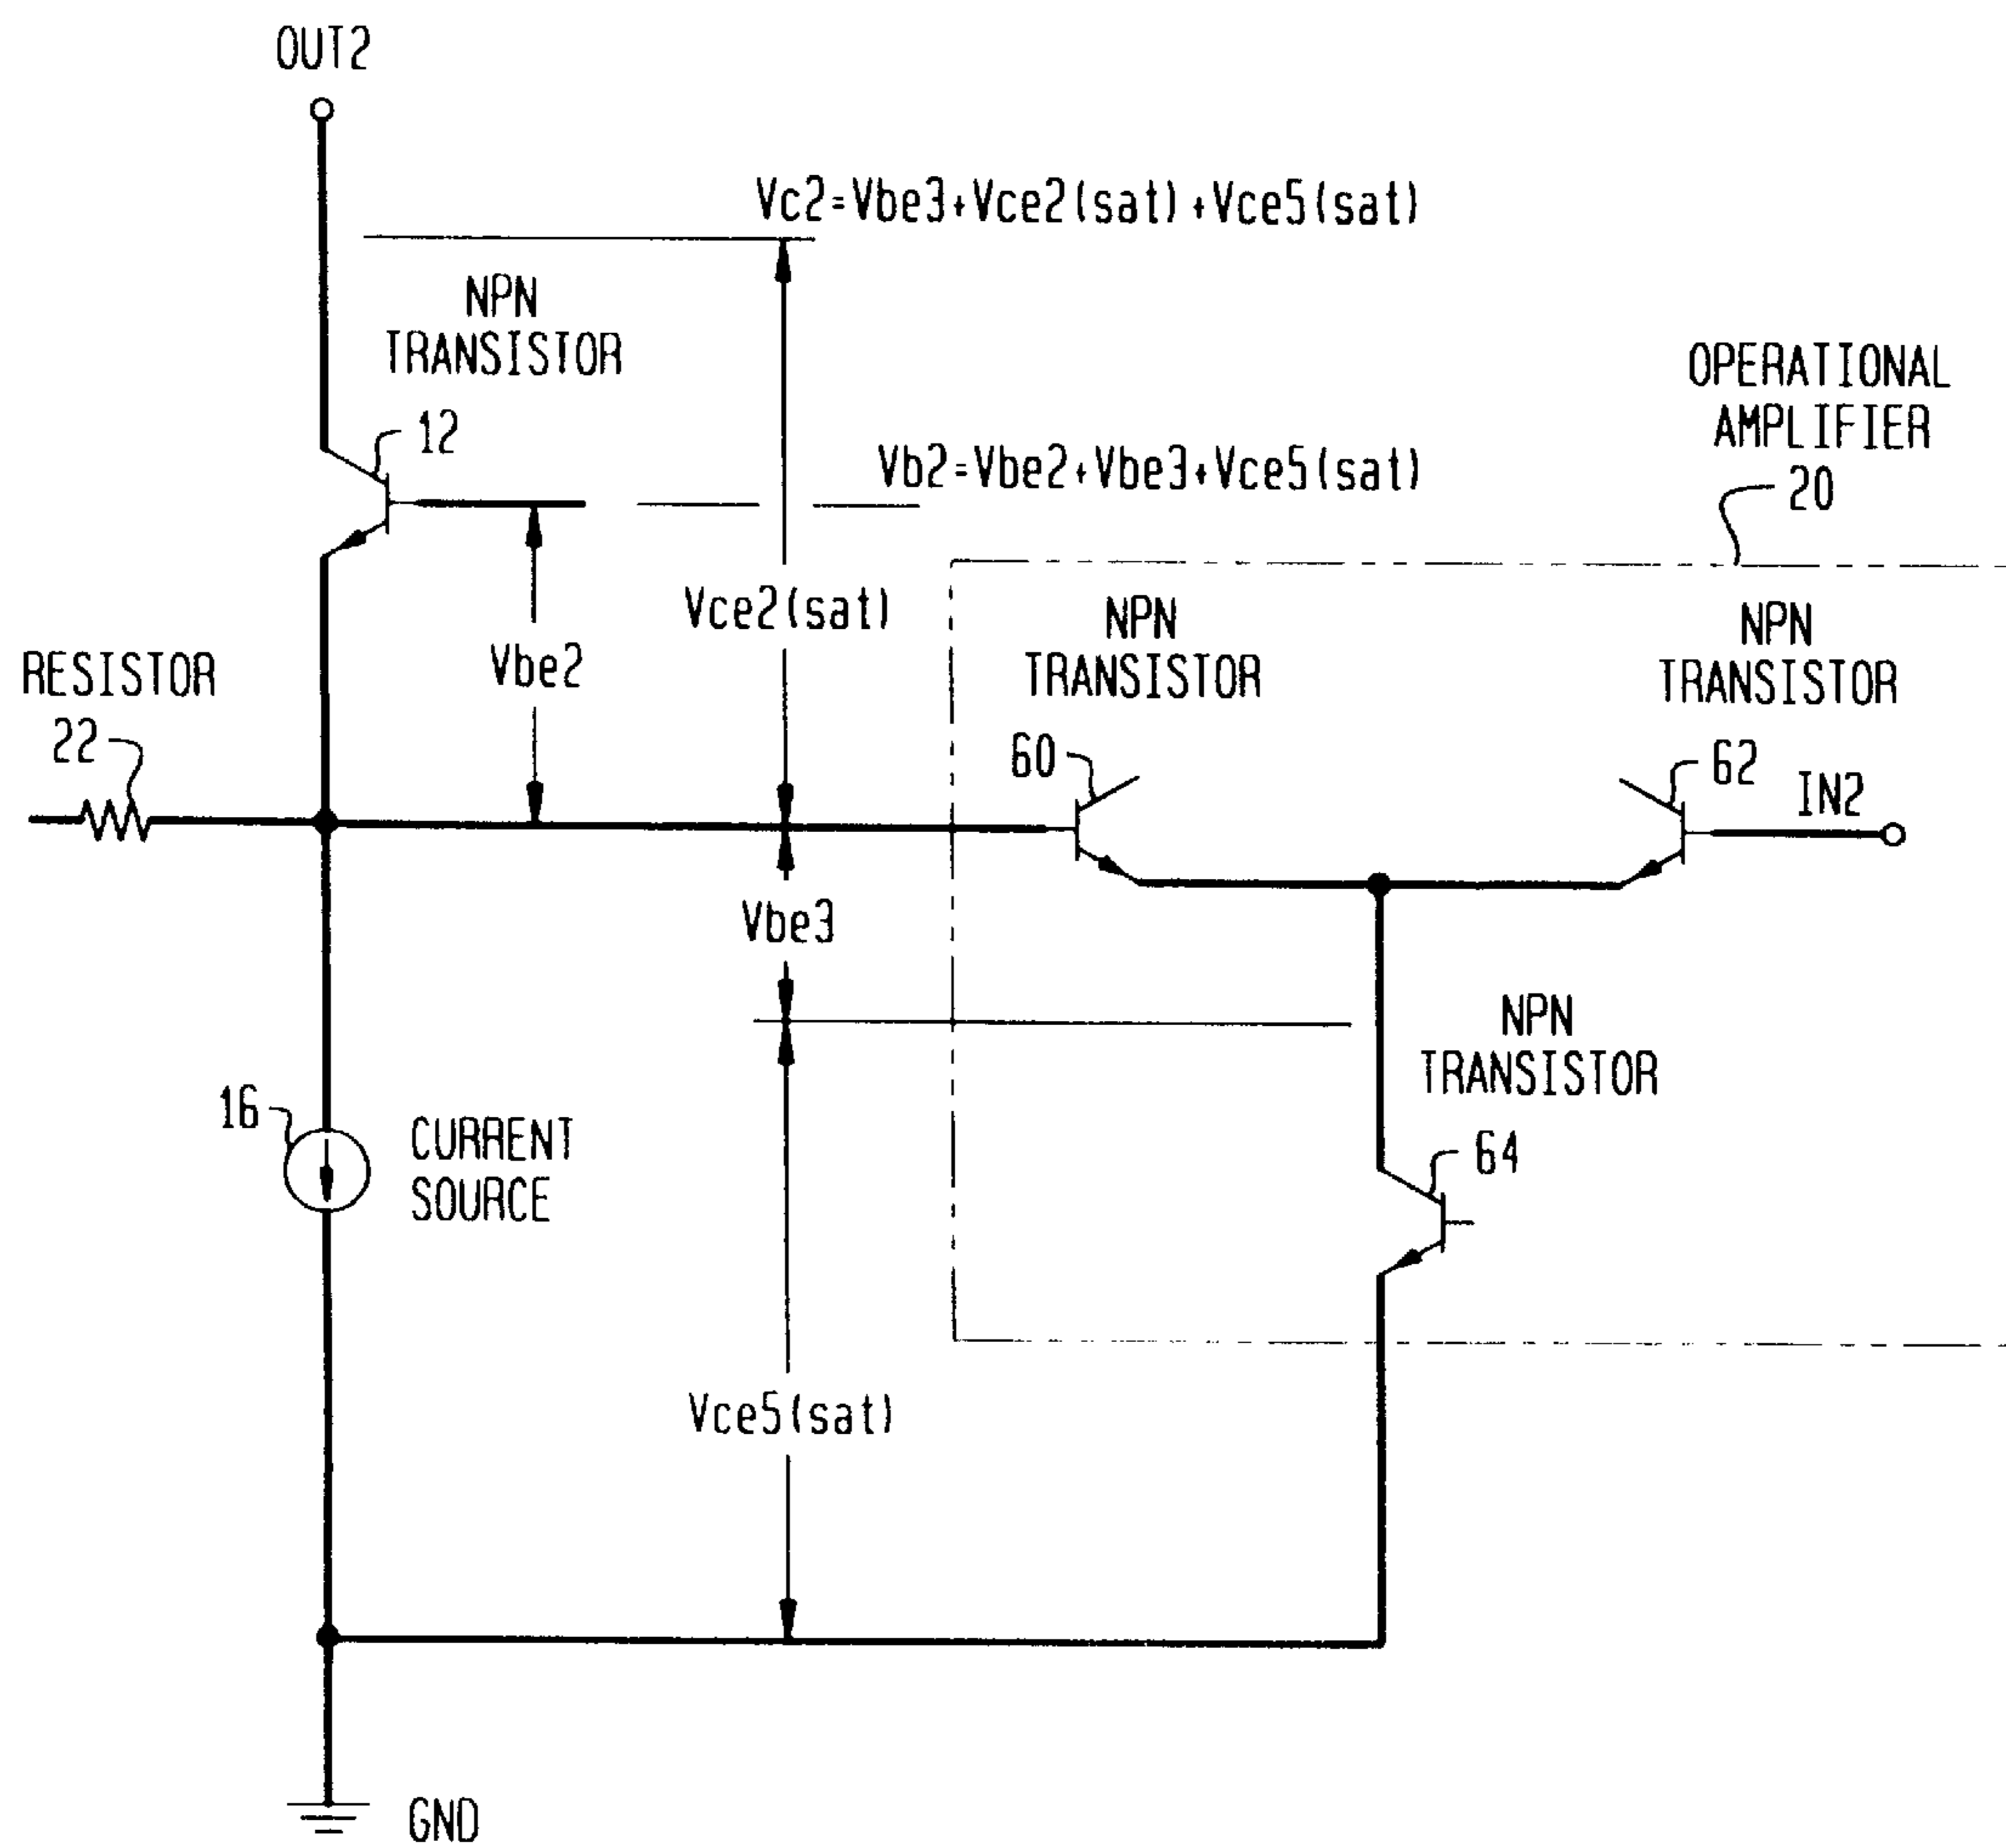 OUT2
Vc2=Vbe3+Vce2(sat)+Vce5(sat)
NPN
TRANSISTOR
12
OPERATIONAL
AMPLIFIER
20
Vb2=Vbe2+Vbe3+Vce5(sat)
Vce2(sat)
Vbe2
NPN
TRANSISTOR
NPN
TRANSISTOR
RESISTOR
22
60
62
IN2
Vbe3
NPN
TRANSISTOR
64
16
CURRENT
SOURCE
Vce5(sat)
GND